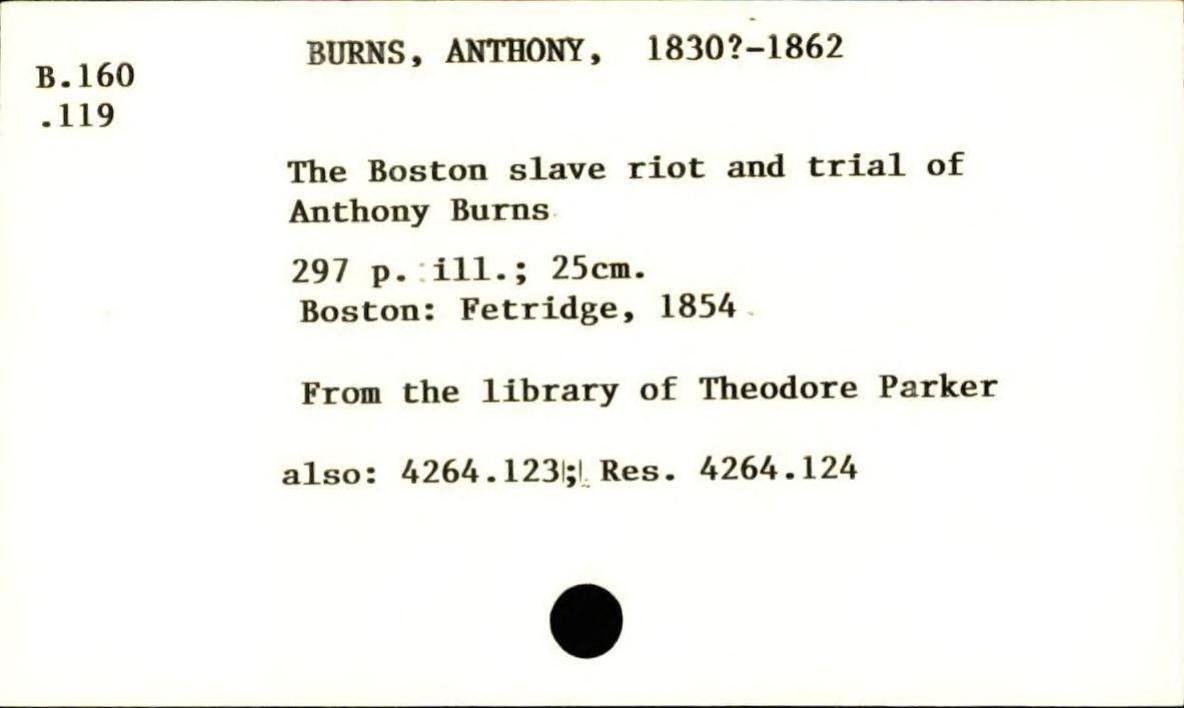 BURNS, ANTHONY, 1830?-1862
B.160
.119
The Boston slave riot and trial of
Anthony Burns
297 p. :ill.; 25cm.
Boston: Fetridge, 1854
From the library of Theodore Parker
also: 4264.123; Res. 4264.124